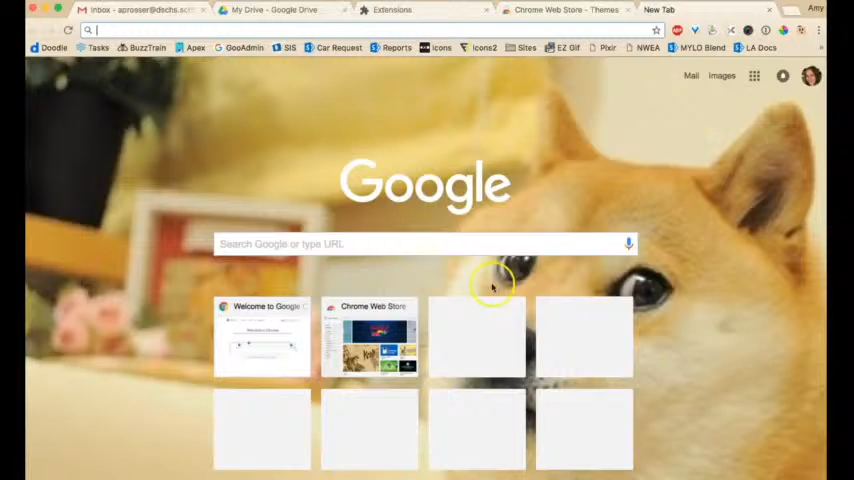 Inbox - aprosser@dschs.scho
My Drive - Google Drive
Extensions
Chrome Web Store - Themes
New Tab
Amy
Doodle Tasks BuzzTrain Apex GooAdmin SIS Car Request Reports Icons Icons2 Sites EZ Gif Pixlr NWEA MYLO Blend LA Docs »
Mail Images
Google
Search Google or type URL
Welcome to Google C
Chrome Web Store